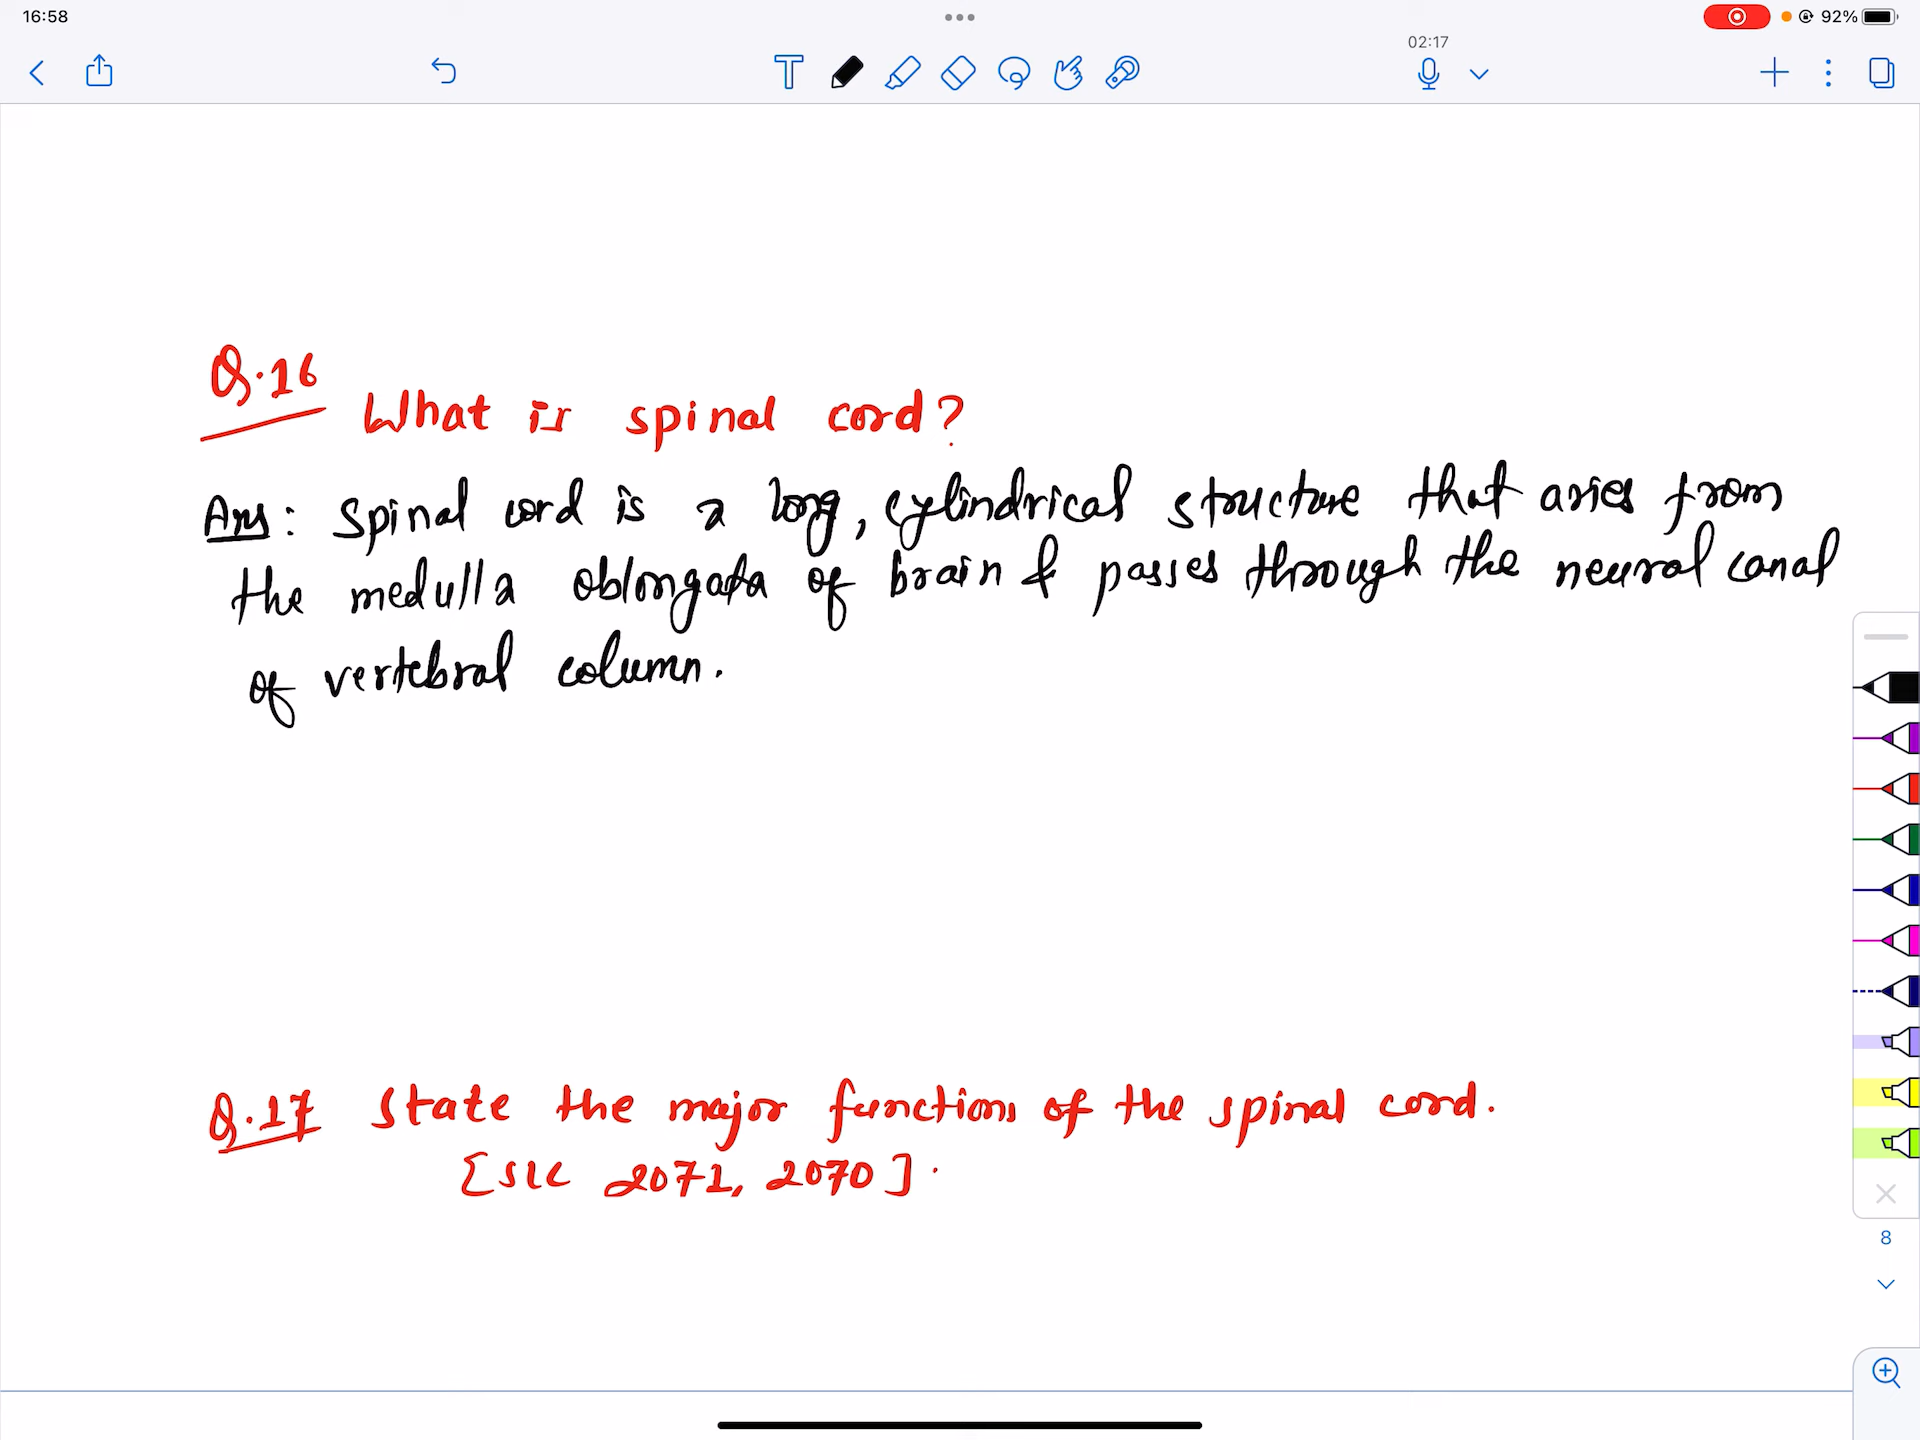 16:58
92%
02:17
T
Q.16
What is spinal cord?
Ans: Spinal cord is a long, cylindrical structure that aries from
the medulla oblongata of brain & passes through the neural canal
of vertebral column.
Q.17 State the major functions of the spinal cord.
[SLC 2071, 2070].
8